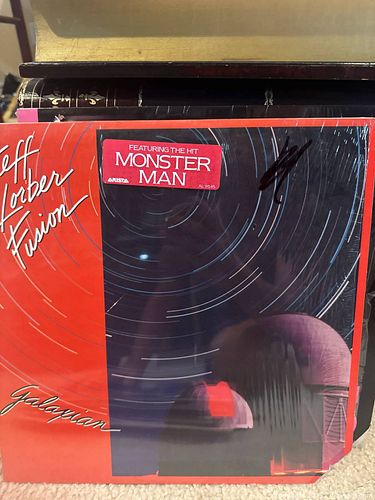 Jeff
Lorber
Fusion
FEATURING THE HIT
MONSTER
MAN
ARISTA
Galaxian